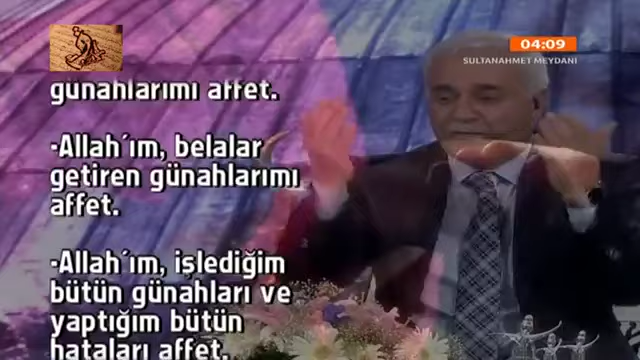 04:09
SULTANAHMET MEYDANI
günahlarımı affet.
-Allah´ım, belalar
getiren günahlarımı
affet.
-Allah´ım, işlediğim
bütün günahları ve
yaptığım bütün
hataları affet.